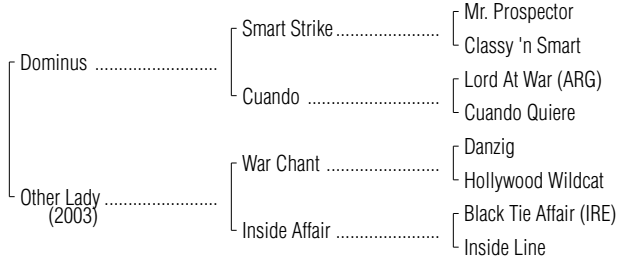 Mr. Prospector
Smart Strike
Classy 'n Smart
Dominus
Lord At War (ARG)
Cuando
Cuando Quiere
Danzig
War Chant
Hollywood Wildcat
Other Lady
(2003)
Black Tie Affair (IRE)
Inside Affair
Inside Line